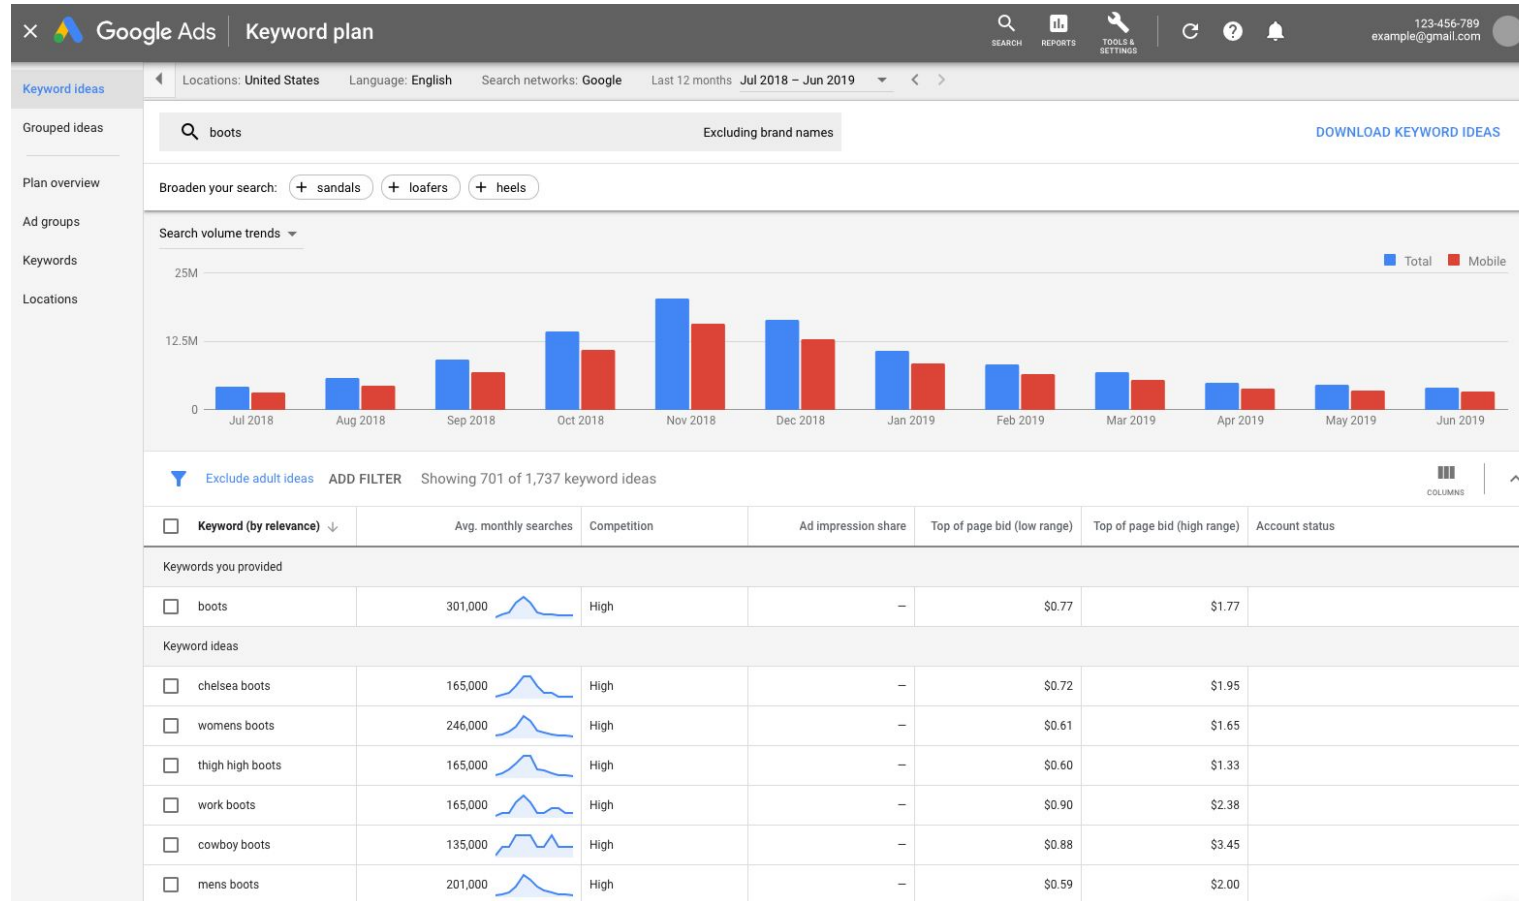 Google Ads Keyword plan SEARCH REPORTS TOOLS & SETTINGS 123-456-789 example@gmail.com
Keyword ideas
Grouped ideas
Plan overview
Ad groups
Keywords
Locations
Locations: United States Language: English Search networks: Google Last 12 months Jul 2018 – Jun 2019
boots Excluding brand names DOWNLOAD KEYWORD IDEAS
Broaden your search: + sandals + loafers + heels
Search volume trends
Total Mobile
25M
12.5M
0
Jul 2018 Aug 2018 Sep 2018 Oct 2018 Nov 2018 Dec 2018 Jan 2019 Feb 2019 Mar 2019 Apr 2019 May 2019 Jun 2019
Exclude adult ideas ADD FILTER Showing 701 of 1,737 keyword ideas COLUMNS
Keyword (by relevance) Avg. monthly searches Competition Ad impression share Top of page bid (low range) Top of page bid (high range) Account status
Keywords you provided
boots 301,000 High – $0.77 $1.77
Keyword ideas
chelsea boots 165,000 High – $0.72 $1.95
womens boots 246,000 High – $0.61 $1.65
thigh high boots 165,000 High – $0.60 $1.33
work boots 165,000 High – $0.90 $2.38
cowboy boots 135,000 High – $0.88 $3.45
mens boots 201,000 High – $0.59 $2.00